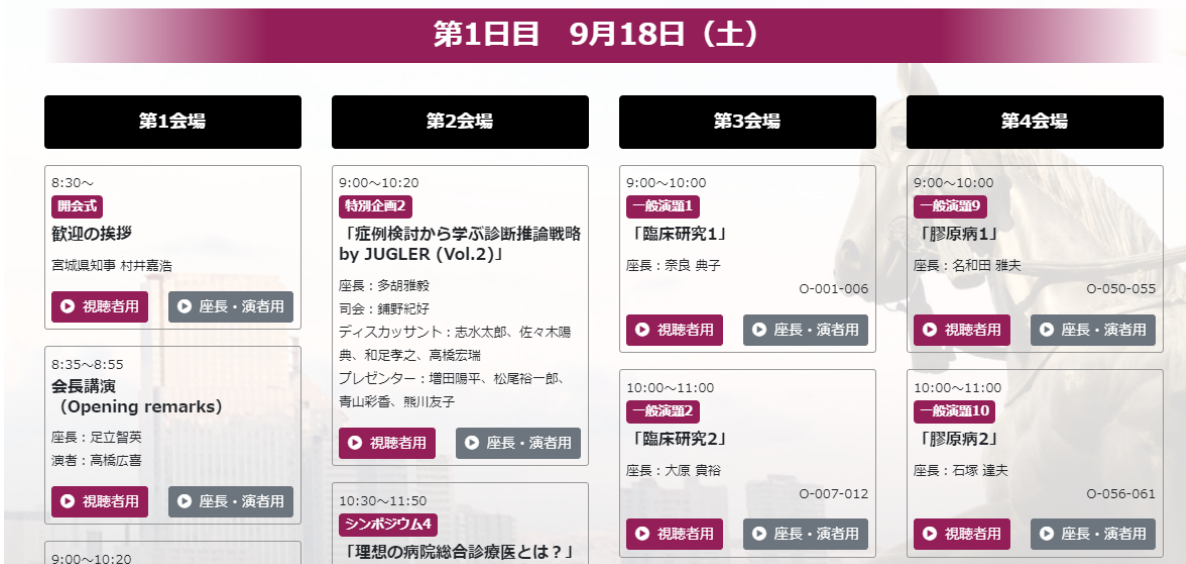 第1日目 9月18日（土）
第1会場
8:30～
開会式
歓迎の挨拶
宮城県知事 村井嘉浩
視聴者用
座長・演者用
8:35～8:55
会長講演
（Opening remarks）
座長：足立智英
演者：高橋広喜
視聴者用
座長・演者用
9:00～10:20
第2会場
9:00～10:20
特別企画2
「症例検討から学ぶ診断推論戦略
by JUGLER (Vol.2)」
座長：多胡雅毅
司会：鋪野紀好
ディスカッサント：志水太郎、佐々木陽
典、和足孝之、高橋宏瑞
プレゼンター：増田陽平、松尾裕一郎、
青山彩香、熊川友子
視聴者用
座長・演者用
10:30～11:50
シンポジウム4
「理想の病院総合診療医とは？」
第3会場
9:00～10:00
一般演題1
「臨床研究1」
座長：奈良 典子
O-001-006
視聴者用
座長・演者用
10:00～11:00
一般演題2
「臨床研究2」
座長：大原 貴裕
O-007-012
視聴者用
座長・演者用
第4会場
9:00～10:00
一般演題9
「膠原病1」
座長：名和田 雅夫
O-050-055
視聴者用
座長・演者用
10:00～11:00
一般演題10
「膠原病2」
座長：石塚 達夫
O-056-061
視聴者用
座長・演者用